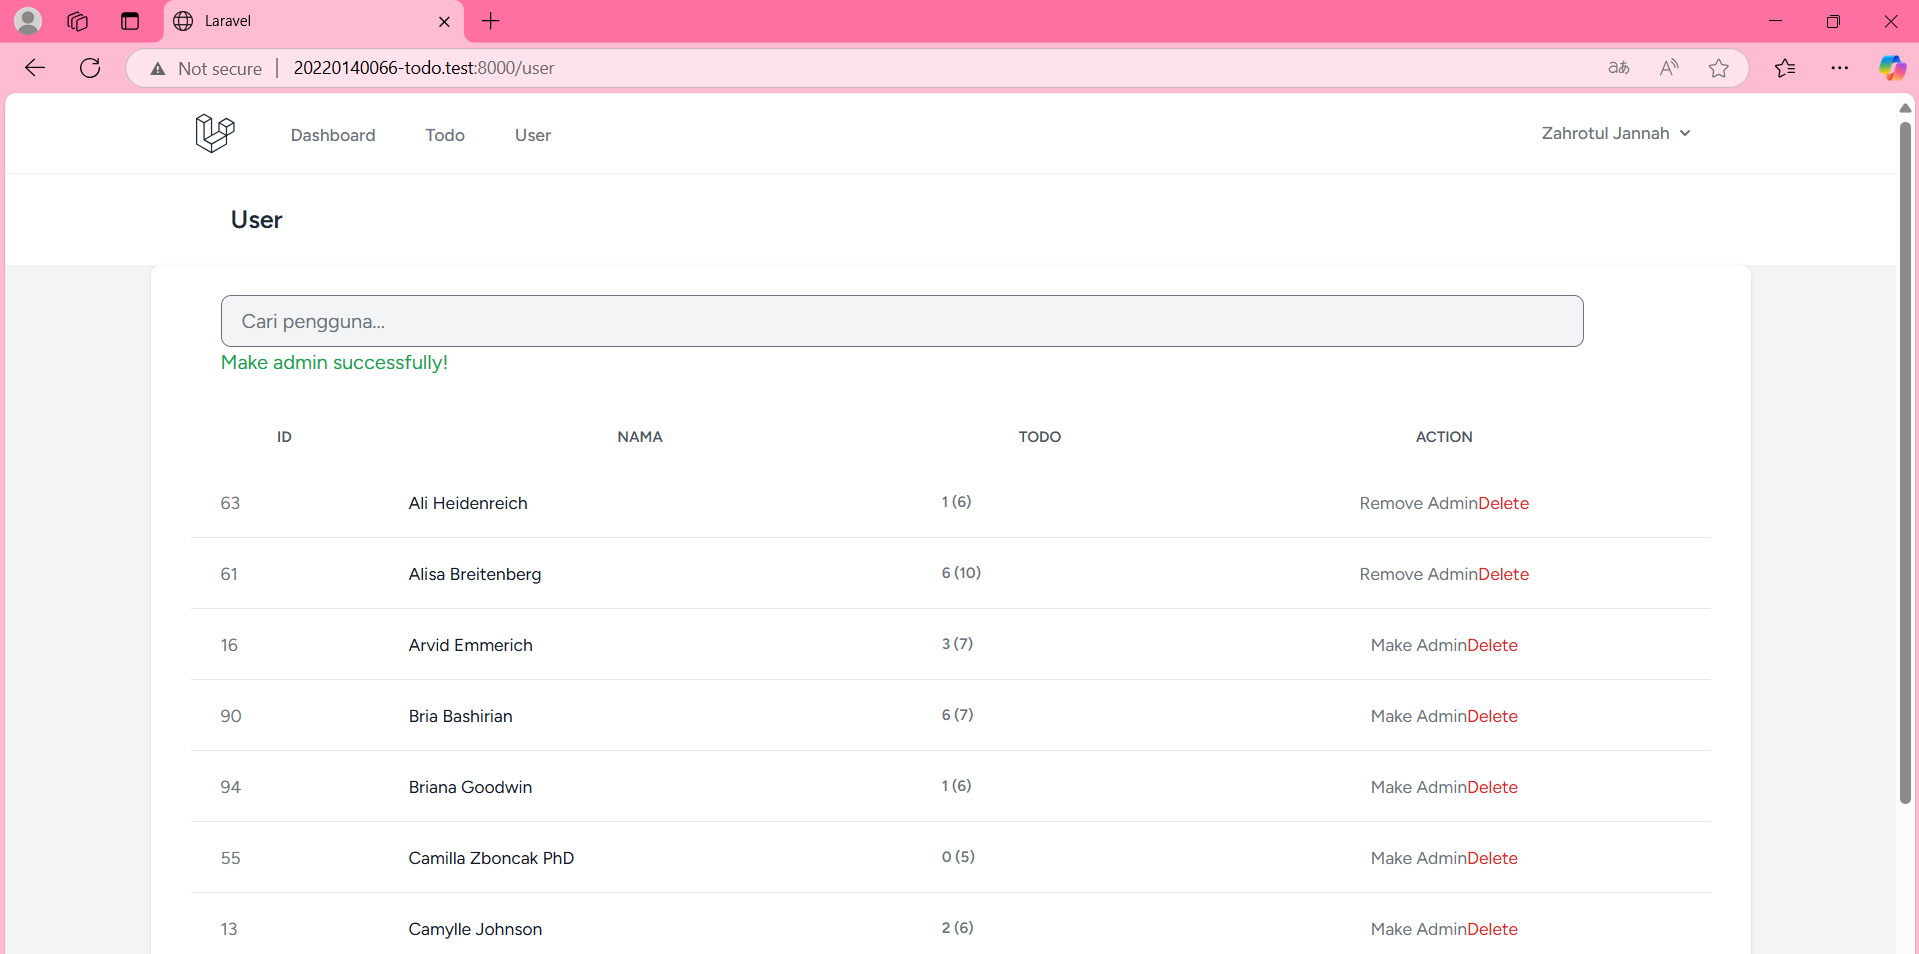 Laravel
Not secure 20220140066-todo.test:8000/user
Dashboard Todo User Zahrotul Jannah
User
Cari pengguna...
Make admin successfully!
ID NAMA TODO ACTION
63 Ali Heidenreich 1 (6) Remove AdminDelete
61 Alisa Breitenberg 6 (10) Remove AdminDelete
16 Arvid Emmerich 3 (7) Make AdminDelete
90 Bria Bashirian 6 (7) Make AdminDelete
94 Briana Goodwin 1 (6) Make AdminDelete
55 Camilla Zboncak PhD 0 (5) Make AdminDelete
13 Camylle Johnson 2 (6) Make AdminDelete